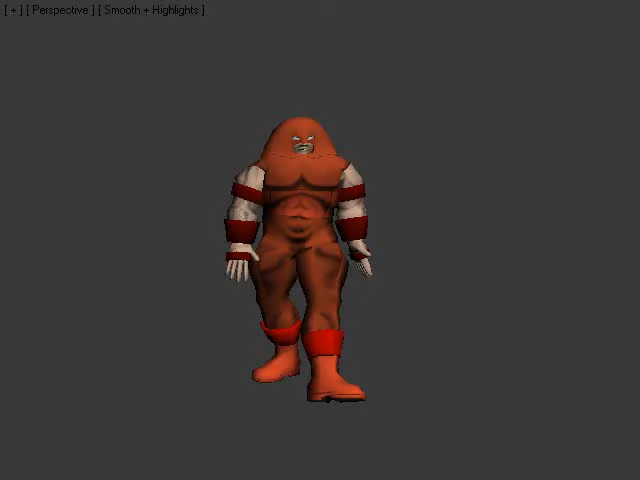 [ + ] [ Perspective ] [ Smooth + Highlights ]